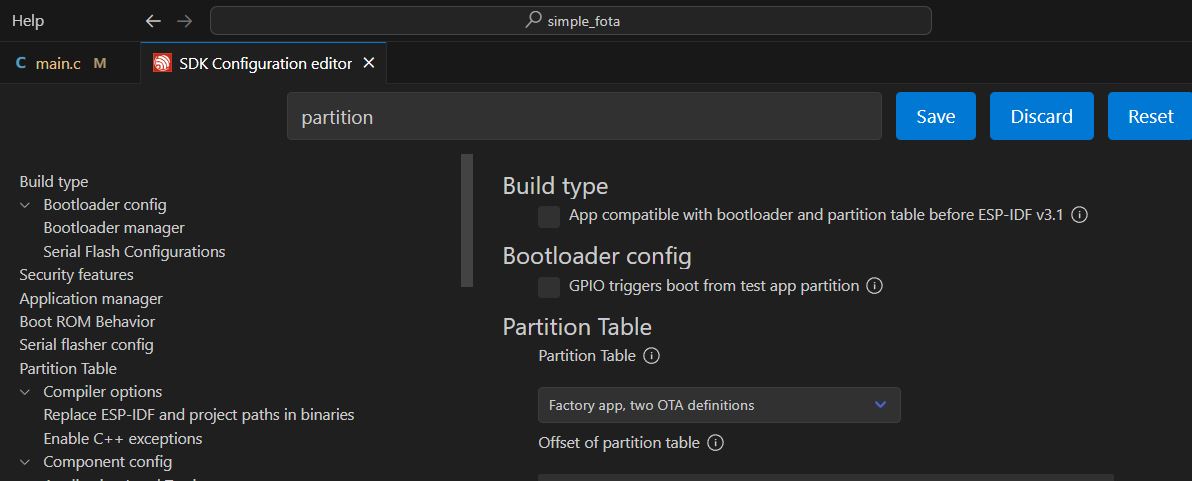 Help
simple_fota
C main.c M
SDK Configuration editor
partition
Save
Discard
Reset
Build type
Bootloader config
Bootloader manager
Serial Flash Configurations
Security features
Application manager
Boot ROM Behavior
Serial flasher config
Partition Table
Compiler options
Replace ESP-IDF and project paths in binaries
Enable C++ exceptions
Component config
Build type
App compatible with bootloader and partition table before ESP-IDF v3.1
Bootloader config
GPIO triggers boot from test app partition
Partition Table
Partition Table
Factory app, two OTA definitions
Offset of partition table